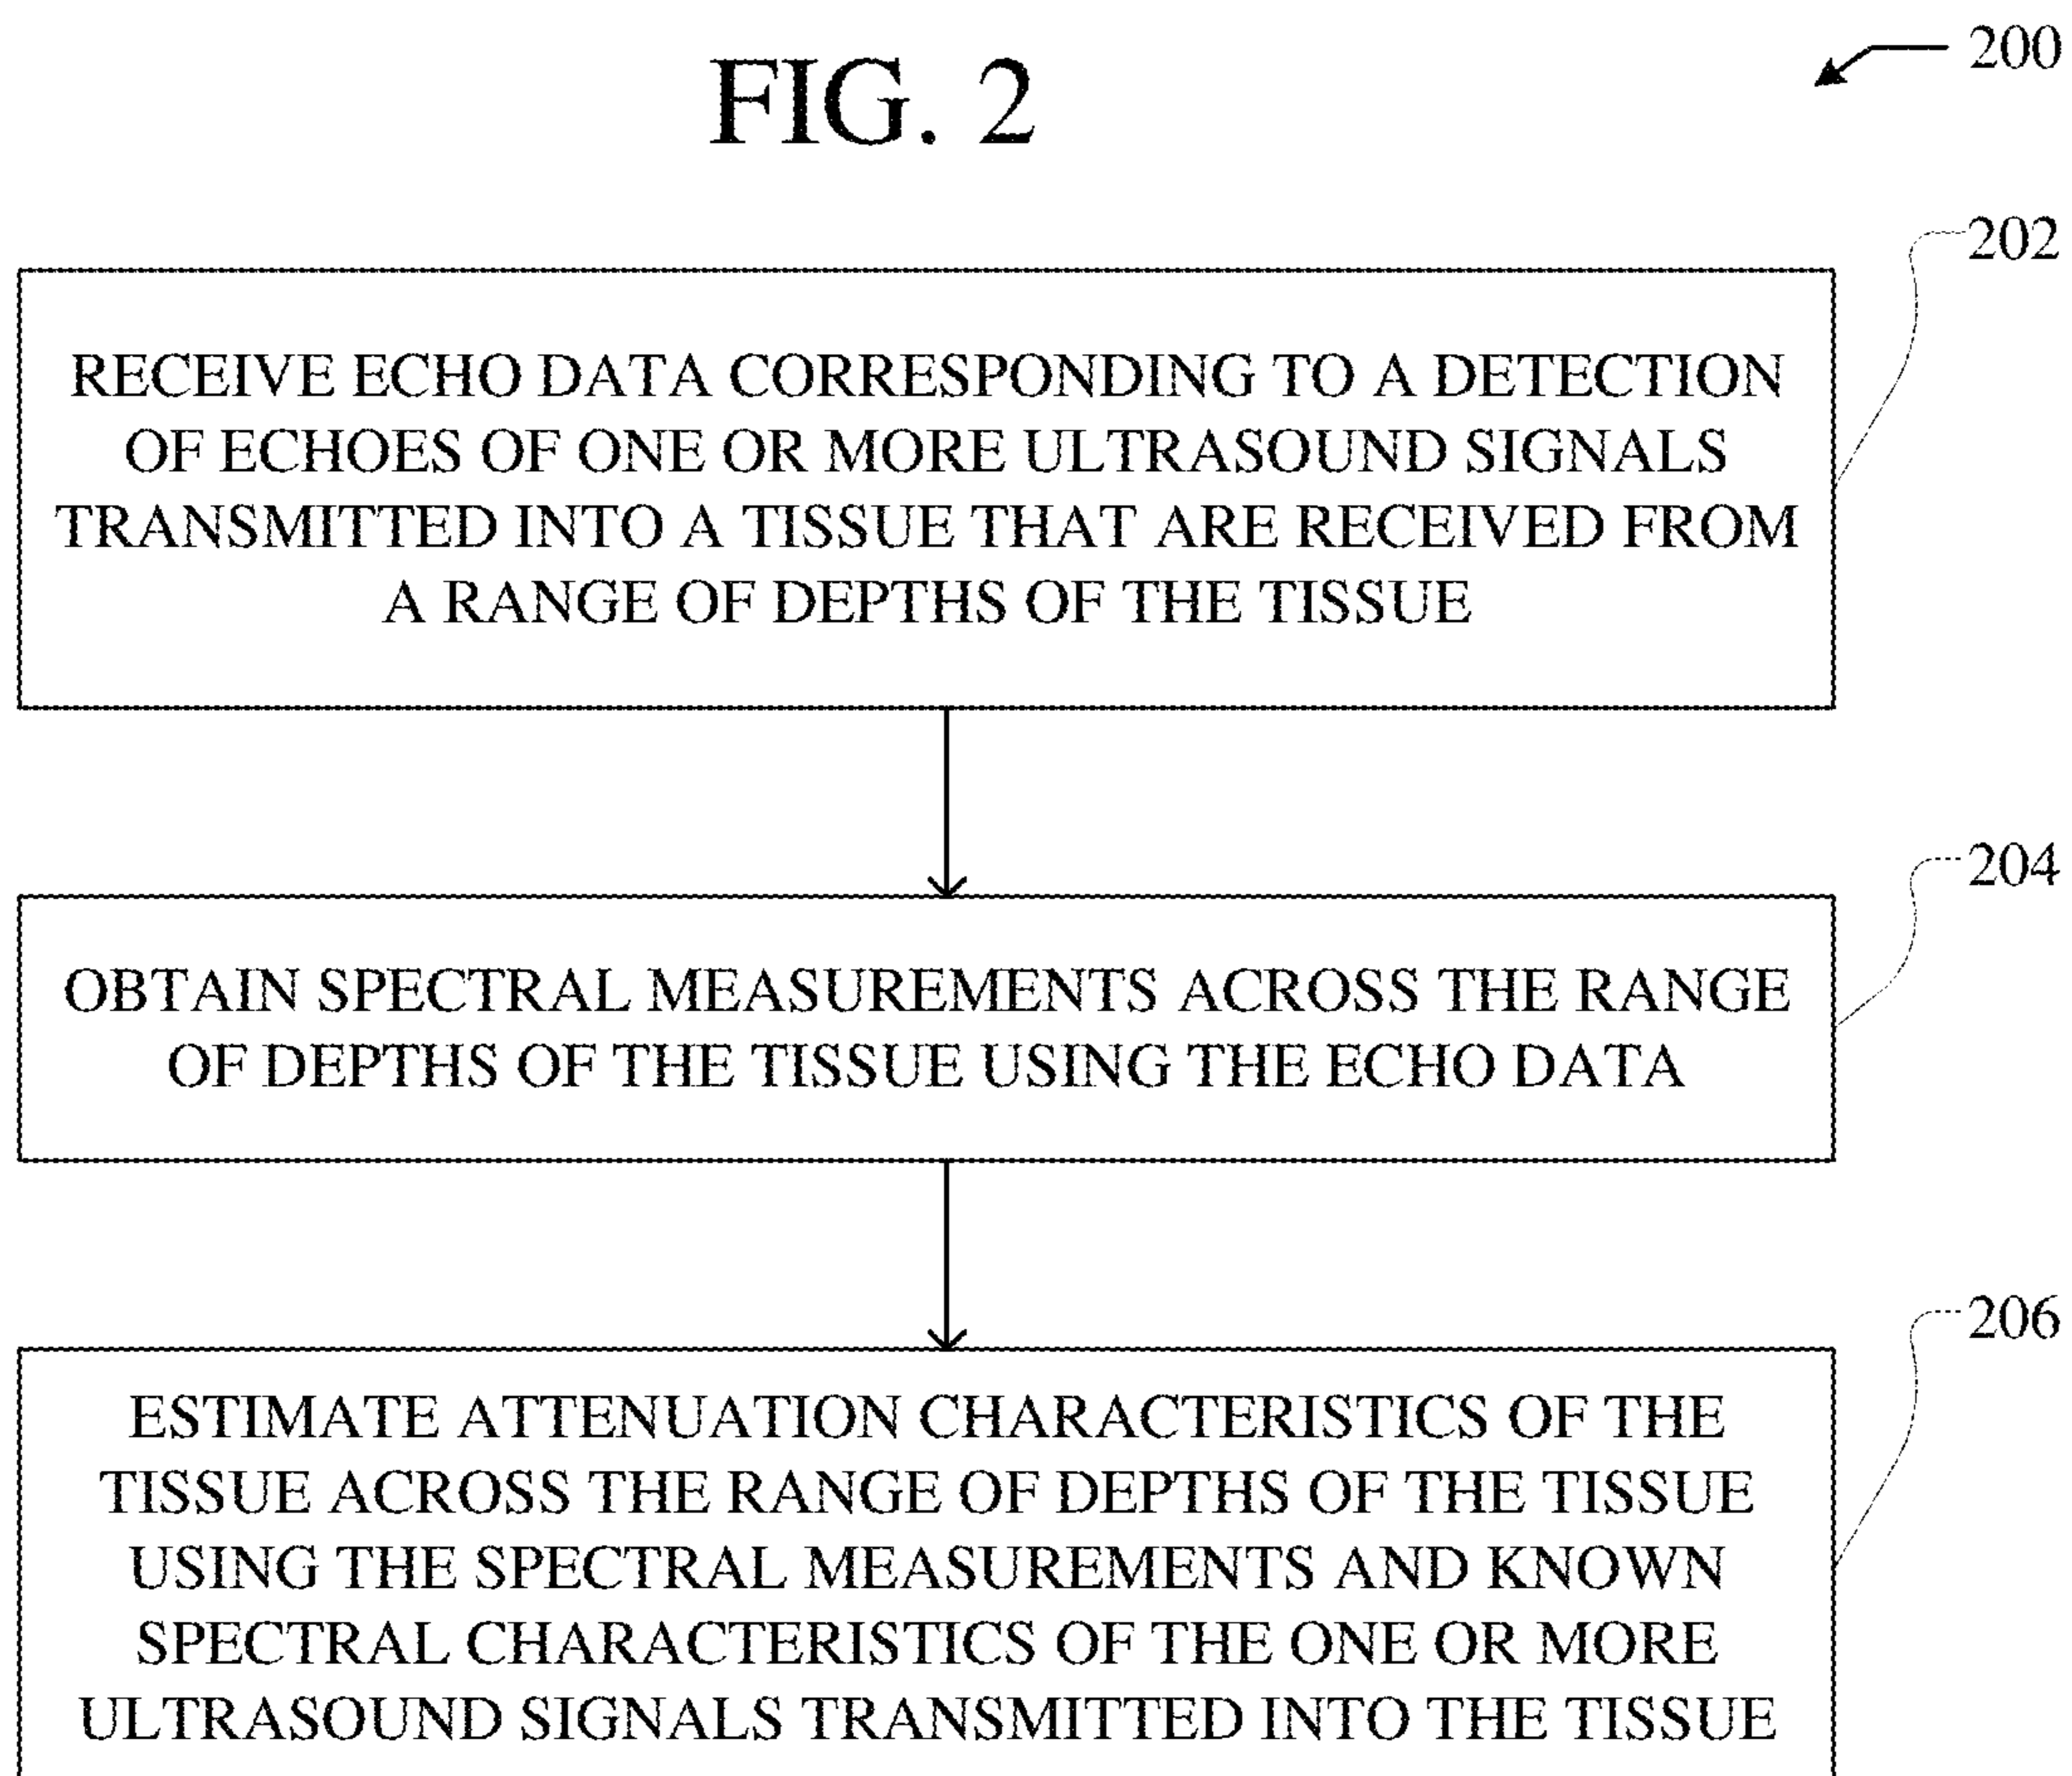 FIG. 2
200
202
RECEIVE ECHO DATA CORRESPONDING TO A DETECTION
OF ECHOES OF ONE OR MORE ULTRASOUND SIGNALS
TRANSMITTED INTO A TISSUE THAT ARE RECEIVED FROM
A RANGE OF DEPTHS OF THE TISSUE
204
OBTAIN SPECTRAL MEASUREMENTS ACROSS THE RANGE
OF DEPTHS OF THE TISSUE USING THE ECHO DATA
206
ESTIMATE ATTENUATION CHARACTERISTICS OF THE
TISSUE ACROSS THE RANGE OF DEPTHS OF THE TISSUE
USING THE SPECTRAL MEASUREMENTS AND KNOWN
SPECTRAL CHARACTERISTICS OF THE ONE OR MORE
ULTRASOUND SIGNALS TRANSMITTED INTO THE TISSUE